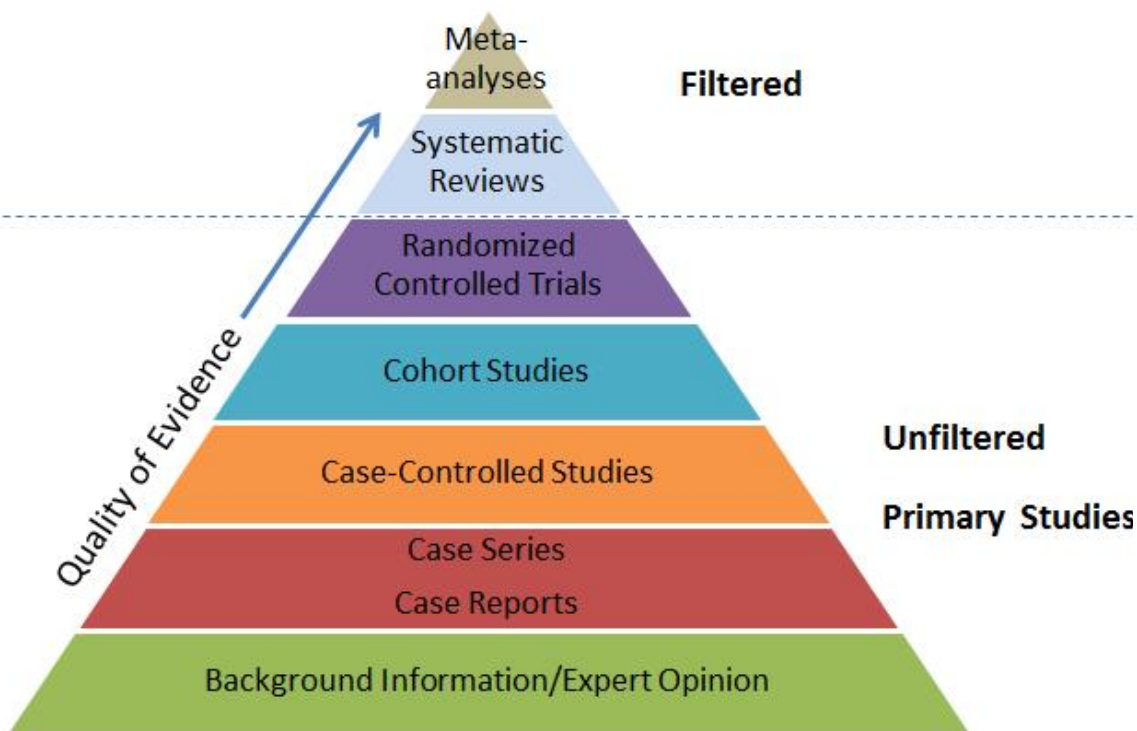 Meta-
analyses
Filtered
Systematic
Reviews
Randomized
Controlled Trials
Cohort Studies
Quality of Evidence
Unfiltered
Case-Controlled Studies
Primary Studies
Case Series
Case Reports
Background Information/Expert Opinion